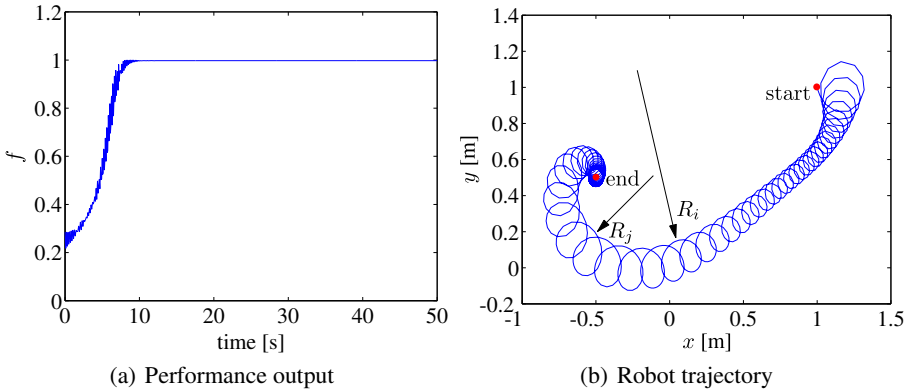 1.2
1
0.8
0.6
0.4
0.2
0
f
0 10 20 30 40 50
time [s]
(a) Performance output
1.4
1.2
1
0.8
0.6
0.4
0.2
0
-0.2
y [m]
start
end
R_i
R_j
-1 -0.5 0 0.5 1 1.5
x [m]
(b) Robot trajectory